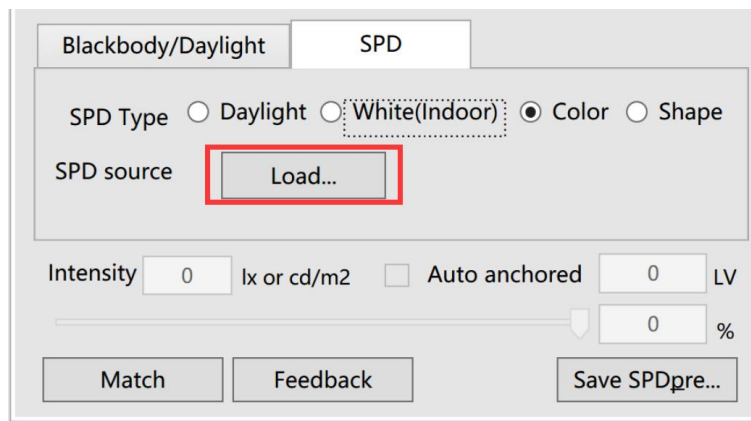 Blackbody/Daylight SPD
SPD Type Daylight White(Indoor) Color Shape
SPD source Load...
Intensity 0 lx or cd/m2 Auto anchored 0 LV
0 %
Match Feedback Save SPDpre...